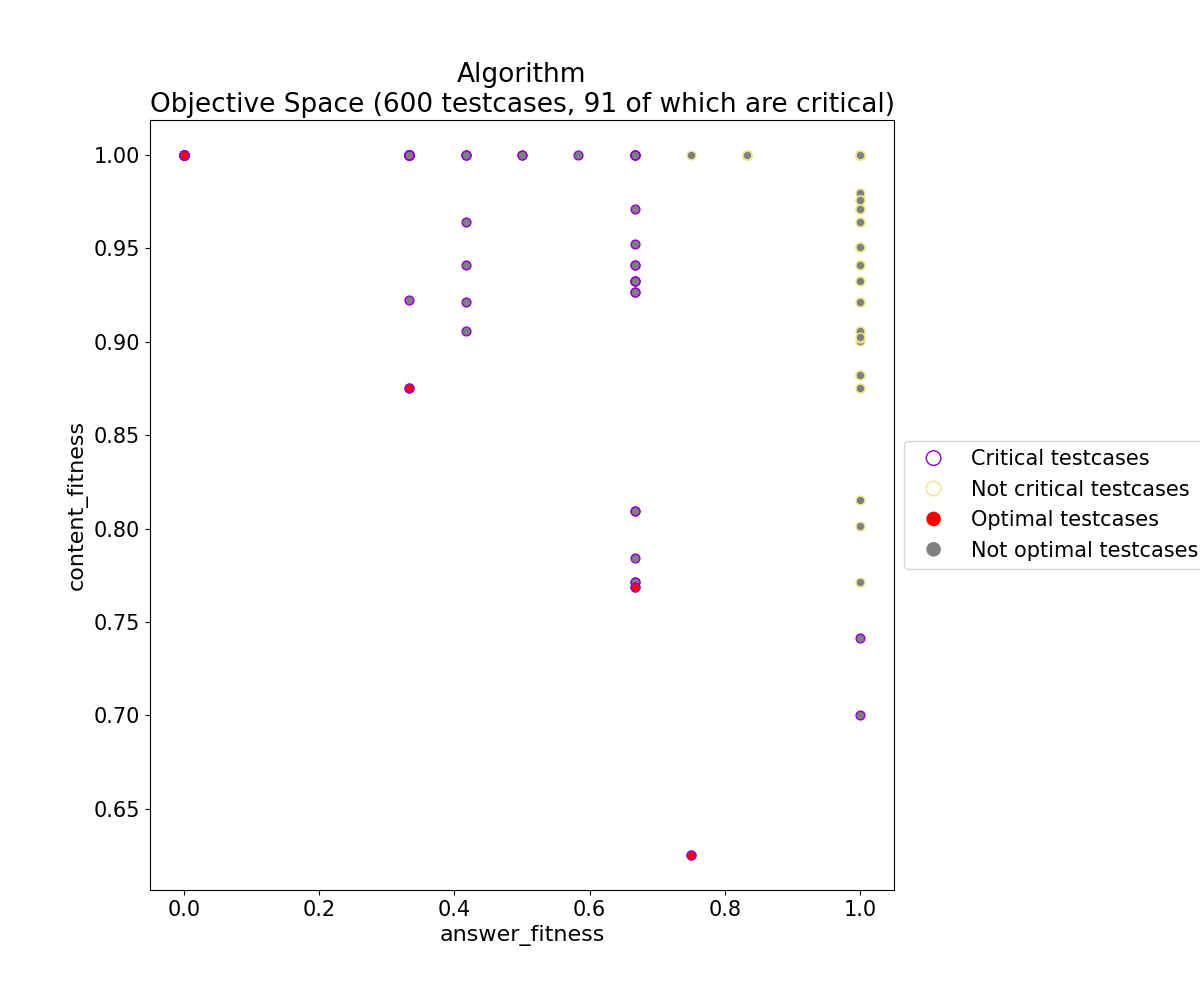 Algorithm
Objective Space (600 testcases, 91 of which are critical)
1.00
0.95
0.90
0.85
0.80
0.75
0.70
0.65
content_fitness
0.0 0.2 0.4 0.6 0.8 1.0
answer_fitness
Critical testcases
Not critical testcases
Optimal testcases
Not optimal testcases